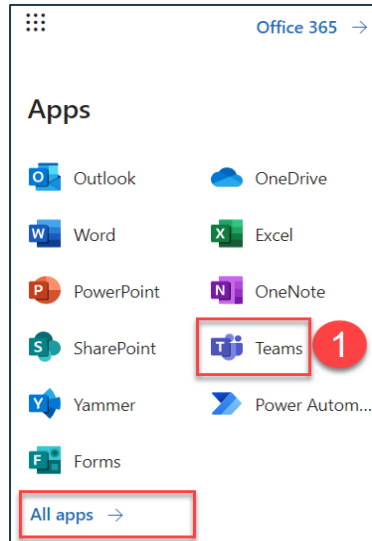 Office 365 →
Apps
Outlook
OneDrive
Word
Excel
PowerPoint
OneNote
SharePoint
Teams 1
Yammer
Power Autom...
Forms
All apps →